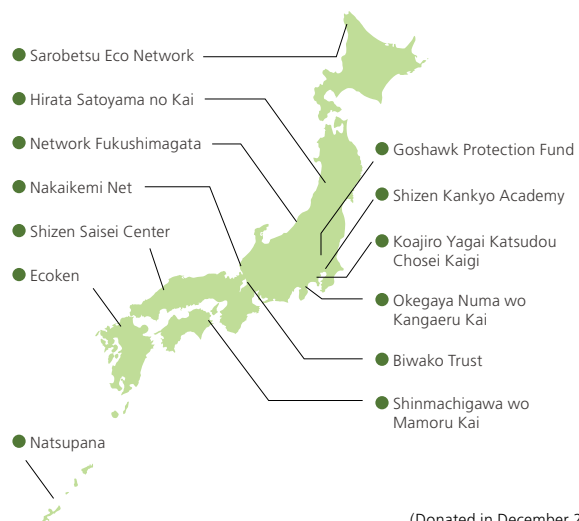 Sarobetsu Eco Network
Hirata Satoyama no Kai
Network Fukushimagata
Nakaikemi Net
Shizen Saisei Center
Ecoken
Natsupana
Goshawk Protection Fund
Shizen Kankyo Academy
Koajiro Yagai Katsudou
Chosei Kaigi
Okegaya Numa wo
Kangaeru Kai
Biwako Trust
Shinmachigawa wo
Mamoru Kai
(Donated in December